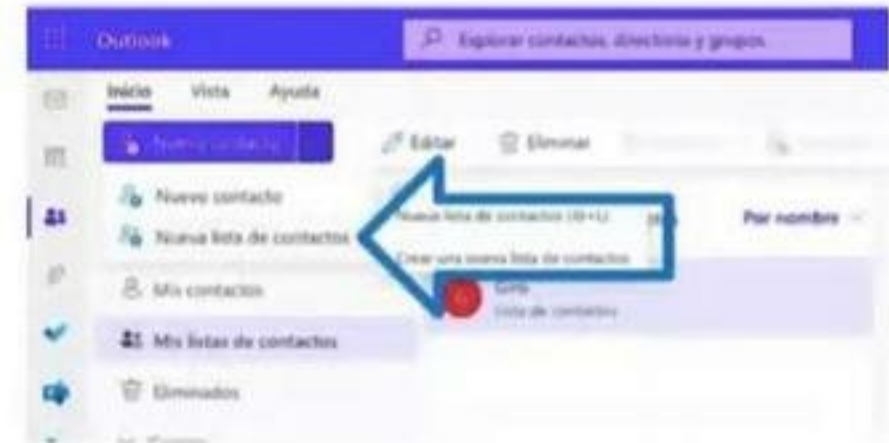 Outlook
Explorar contactos, directorio y grupos
Inicio Vista Ayuda
Nuevo contacto
Editar Eliminar
Nuevo contacto
Nueva lista de contactos
Nueva lista de contactos
Por nombre
Crear una nueva lista de contactos
Mis contactos
Lista de contactos
Mis listas de contactos
Eliminados